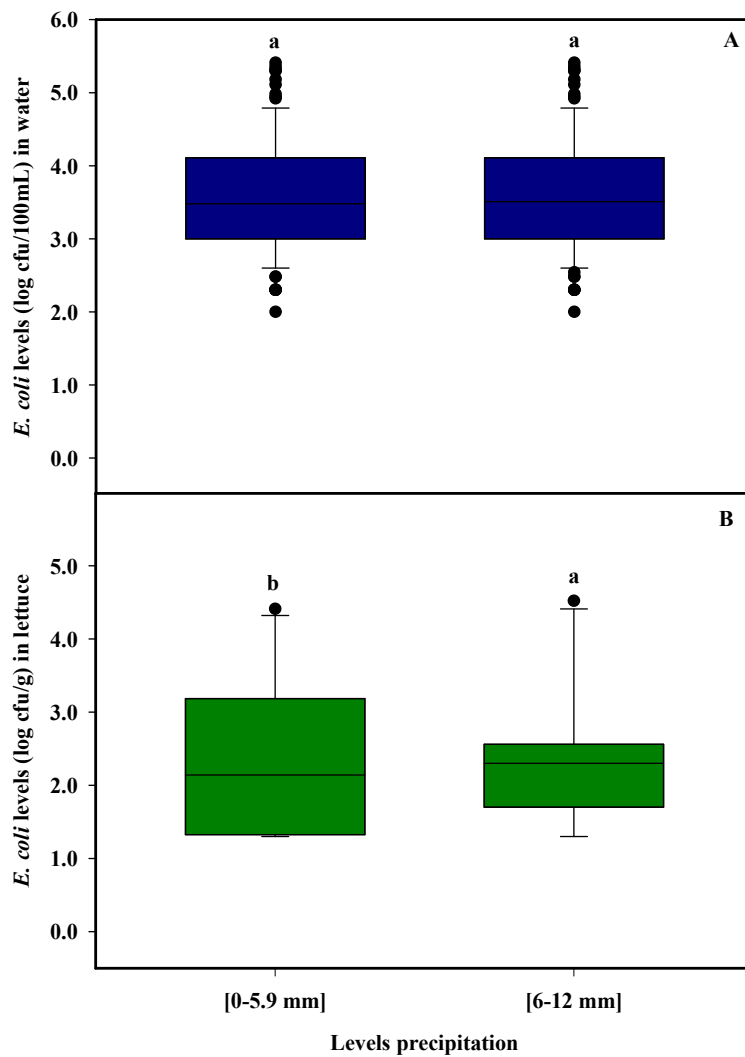 6.0
a
a
A
5.0
4.0
3.0
2.0
1.0
0.0
E. coli levels (log cfu/100mL) in water
B
5.0
b
a
4.0
3.0
2.0
1.0
0.0
E. coli levels (log cfu/g) in lettuce
[0-5.9 mm]
[6-12 mm]
Levels precipitation